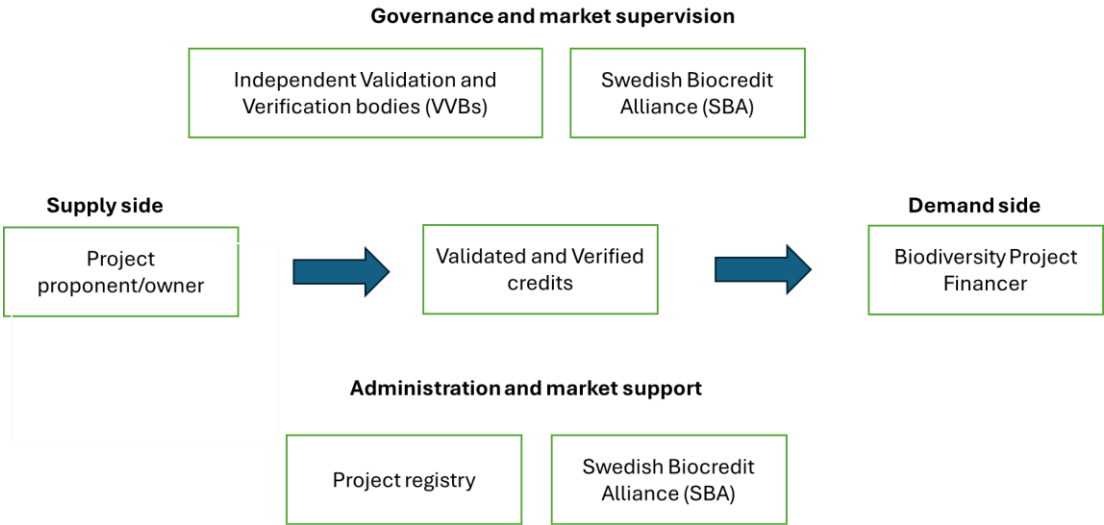 Governance and market supervision
Independent Validation and
Verification bodies (VVBs)
Swedish Biocredit
Alliance (SBA)
Supply side
Project
proponent/owner
Validated and Verified
credits
Demand side
Biodiversity Project
Financer
Administration and market support
Project registry
Swedish Biocredit
Alliance (SBA)